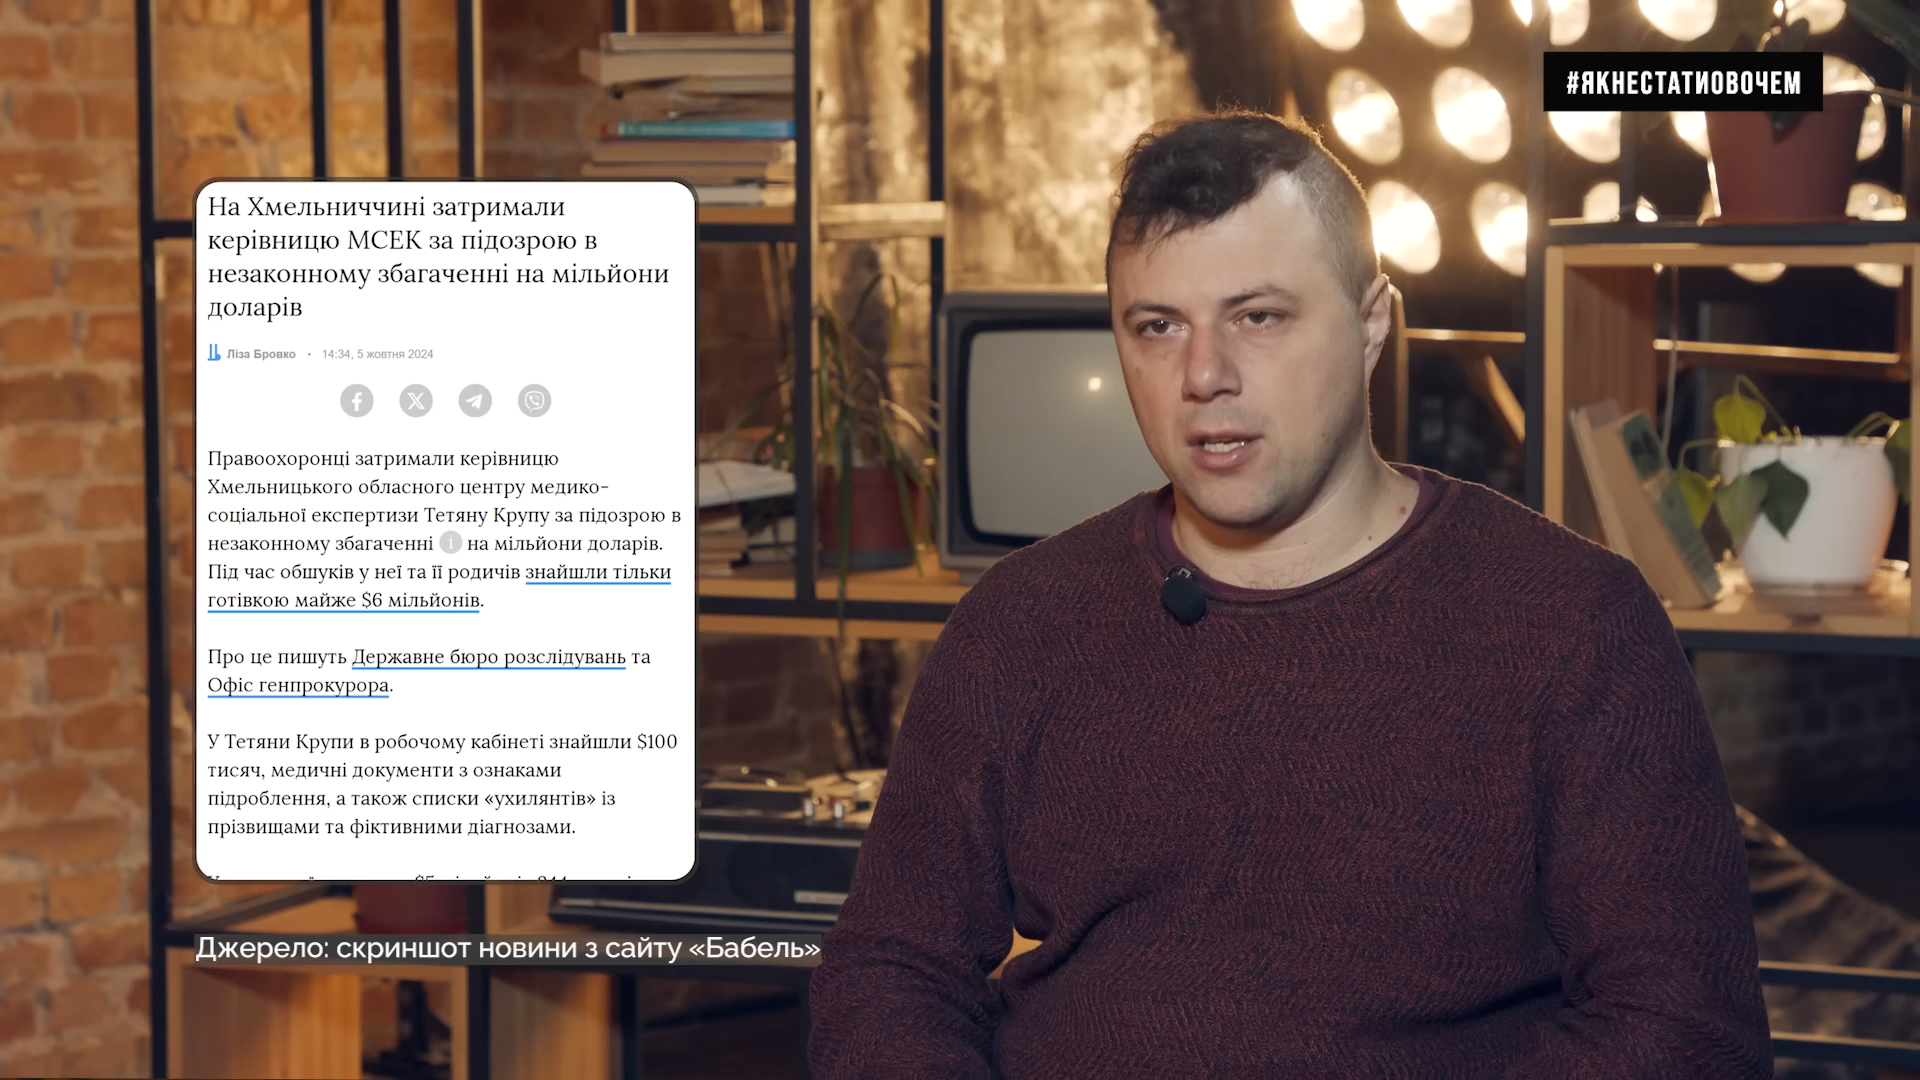 #ЯКНЕСТАТИОВОЧЕМ
На Хмельниччині затримали
керівницю МСЕК за підозрою в
незаконному збагаченні на мільйони
доларів
Ліза Бровко • 14:34, 5 жовтня 2024
Правоохоронці затримали керівницю
Хмельницького обласного центру медико-
соціальної експертизи Тетяну Крупу за підозрою в
незаконному збагаченні i на мільйони доларів.
Під час обшуків у неї та її родичів знайшли тільки
готівкою майже $6 мільйонів.
Про це пишуть Державне бюро розслідувань та
Офіс генпрокурора.
У Тетяни Крупи в робочому кабінеті знайшли $100
тисяч, медичні документи з ознаками
підроблення, а також списки «ухилянтів» із
прізвищами та фіктивними діагнозами.
Джерело: скриншот новини з сайту «Бабель»